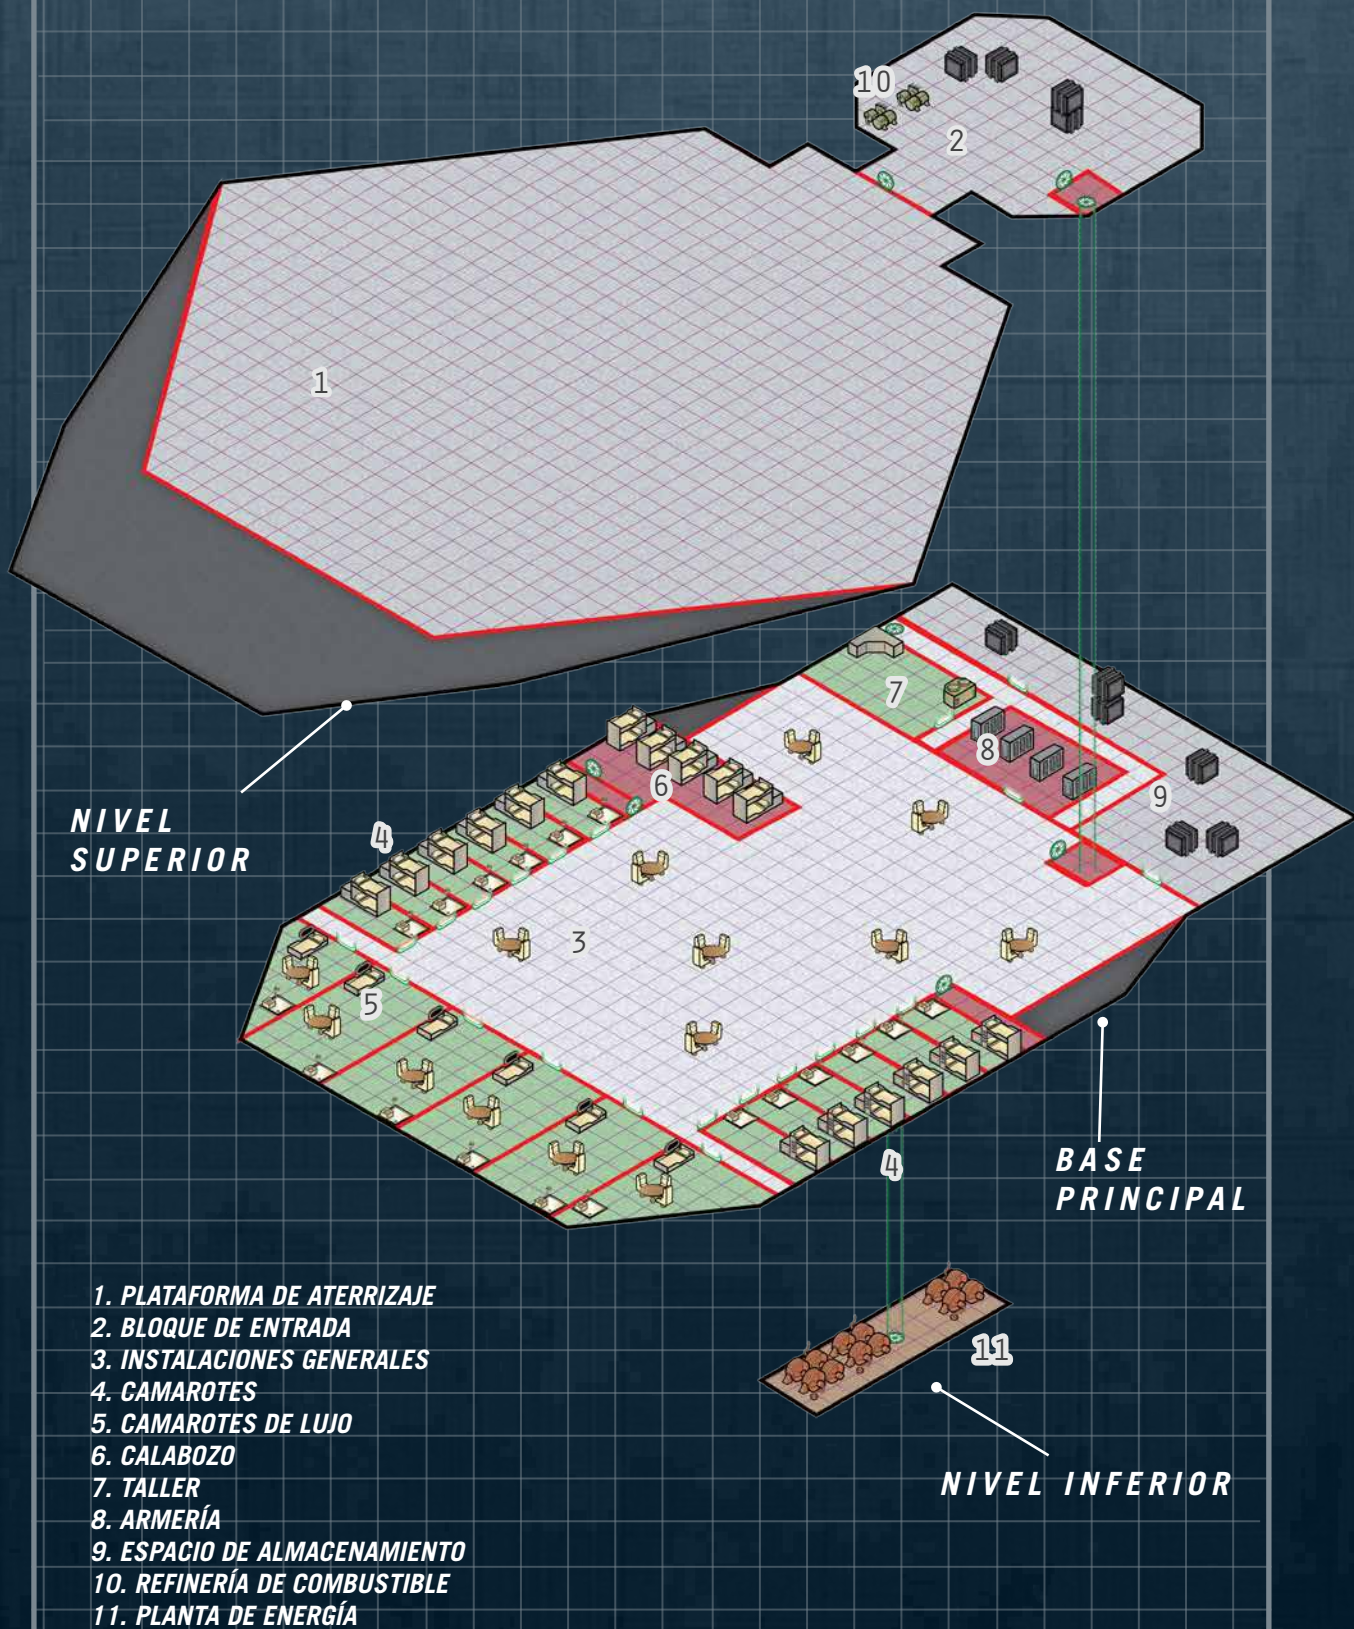 10
2
1
7
8
6
9
NIVEL
SUPERIOR
4
3
5
4
BASE
PRINCIPAL
11
NIVEL INFERIOR
1. PLATAFORMA DE ATERRIZAJE
2. BLOQUE DE ENTRADA
3. INSTALACIONES GENERALES
4. CAMAROTES
5. CAMAROTES DE LUJO
6. CALABOZO
7. TALLER
8. ARMERÍA
9. ESPACIO DE ALMACENAMIENTO
10. REFINERÍA DE COMBUSTIBLE
11. PLANTA DE ENERGÍA